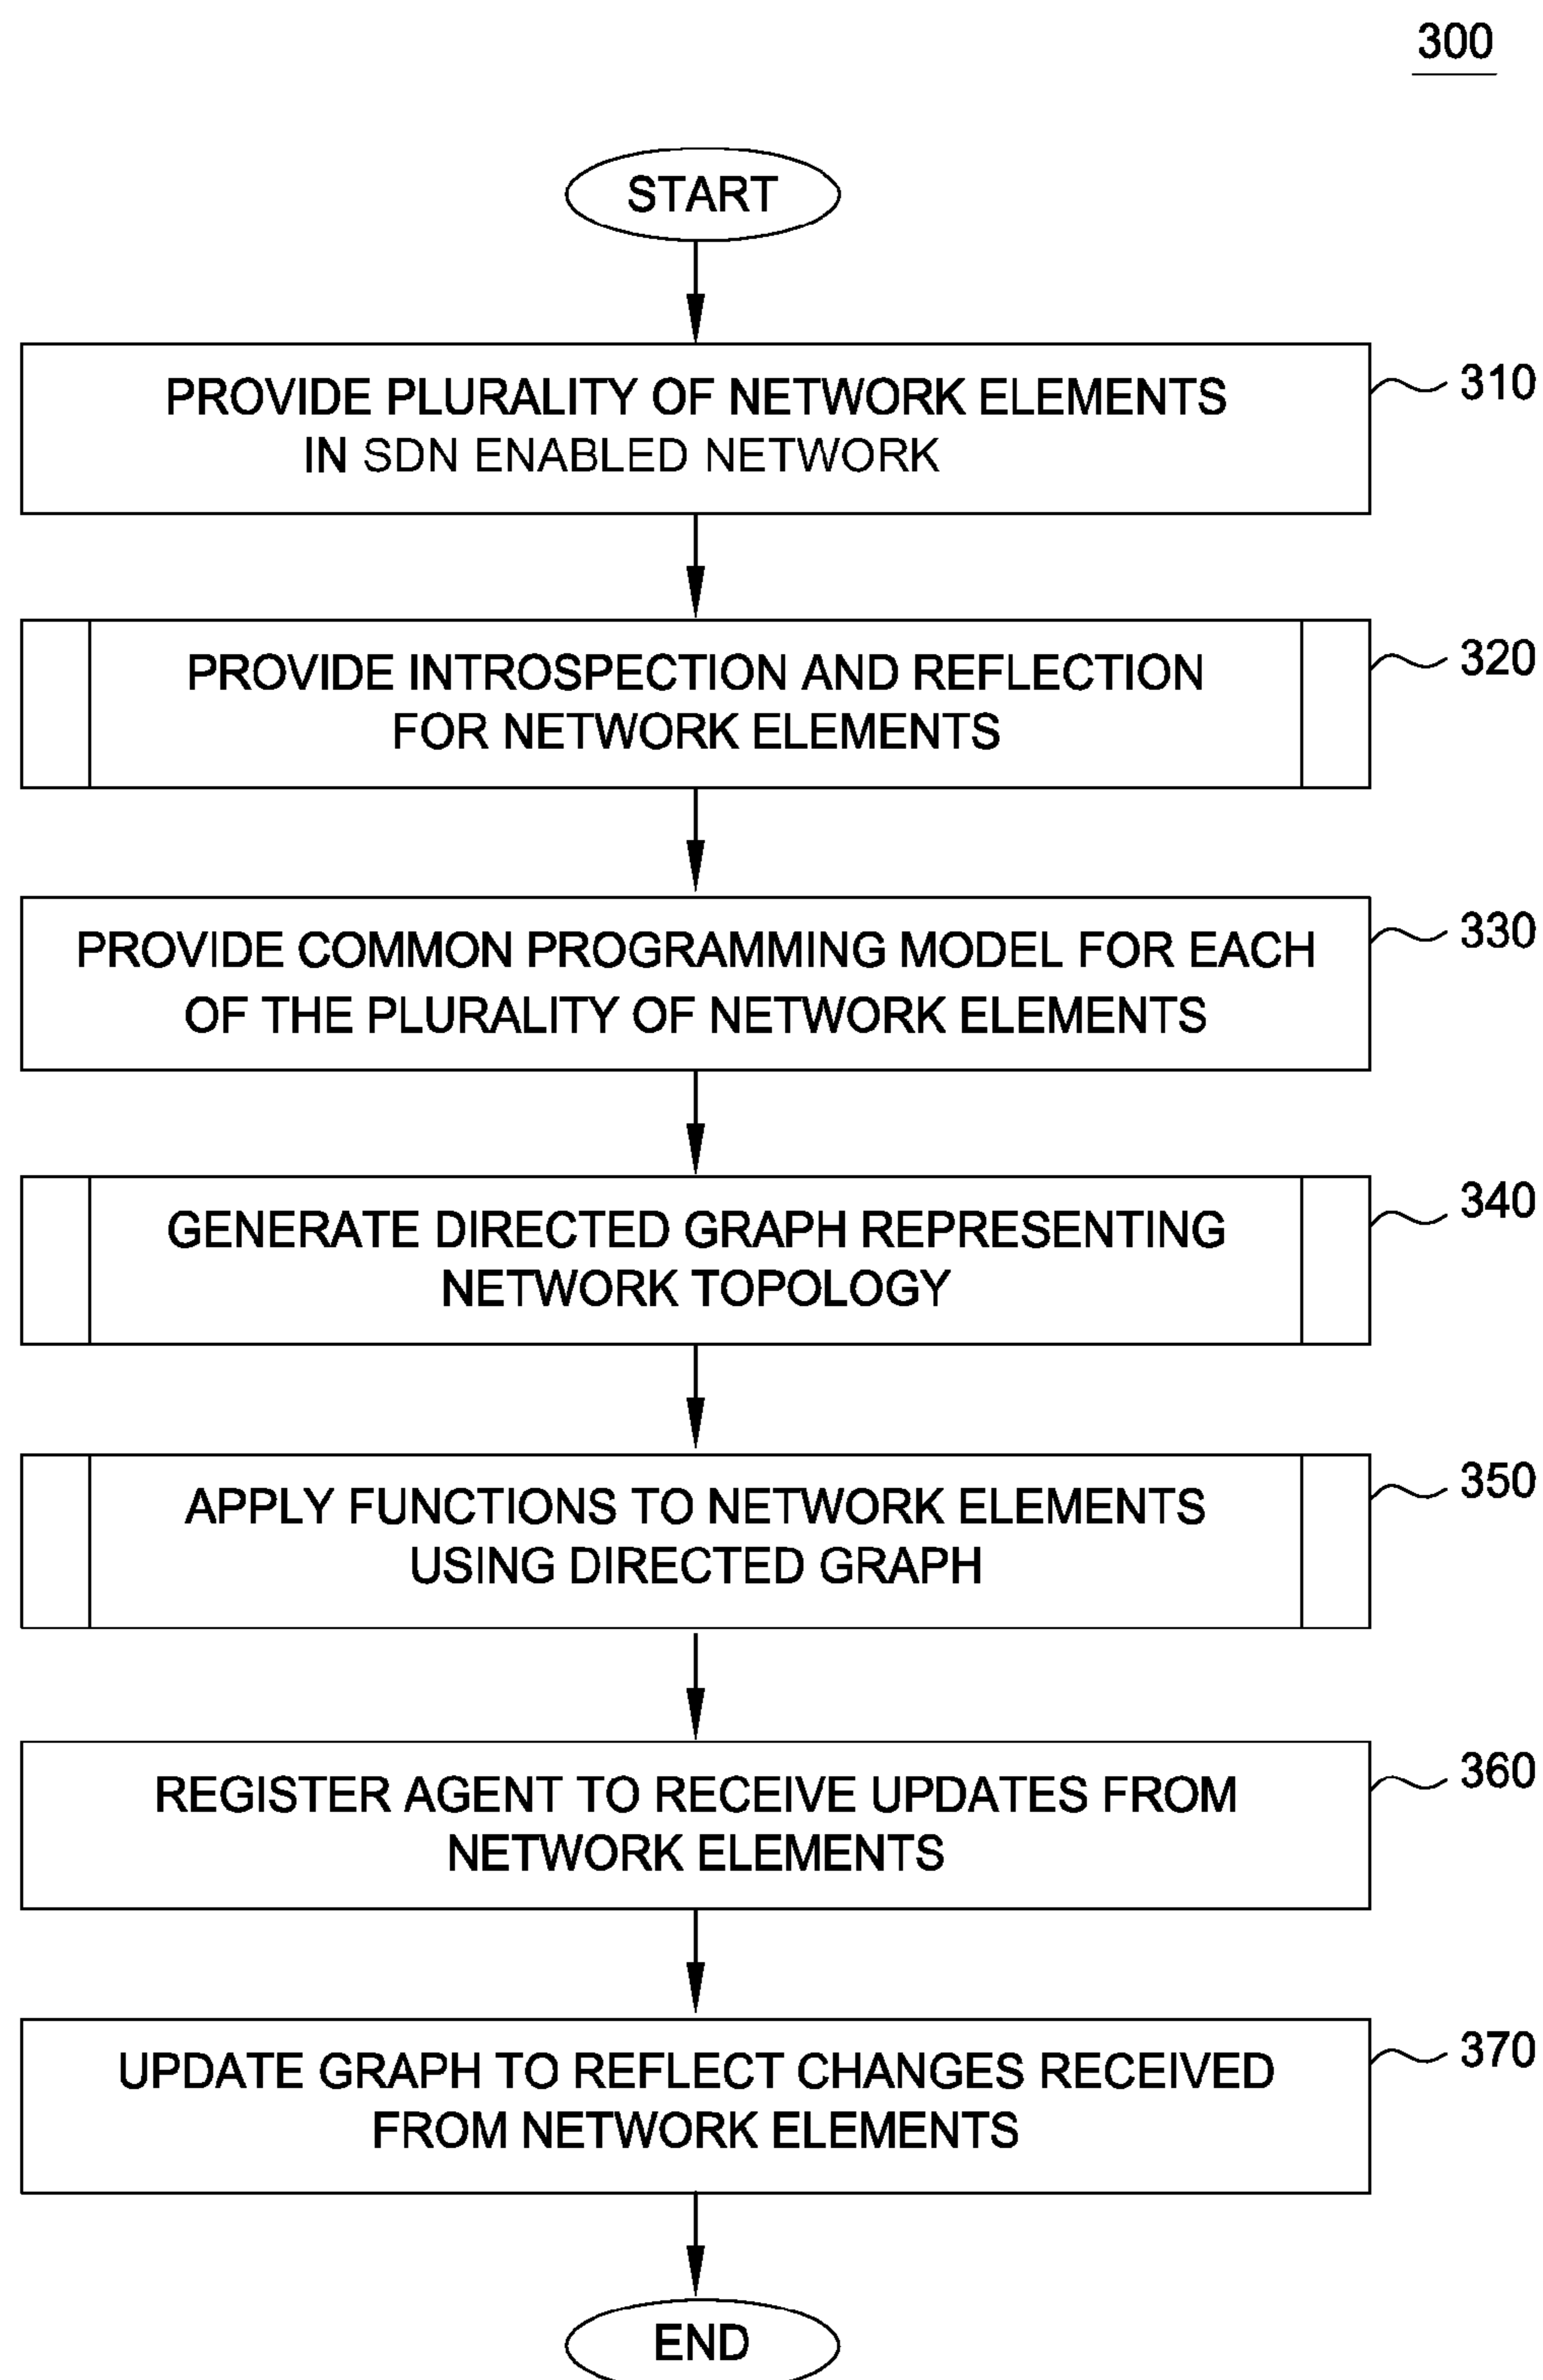 300
START
PROVIDE PLURALITY OF NETWORK ELEMENTS
IN SDN ENABLED NETWORK
310
PROVIDE INTROSPECTION AND REFLECTION
FOR NETWORK ELEMENTS
320
PROVIDE COMMON PROGRAMMING MODEL FOR EACH
OF THE PLURALITY OF NETWORK ELEMENTS
330
GENERATE DIRECTED GRAPH REPRESENTING
NETWORK TOPOLOGY
340
APPLY FUNCTIONS TO NETWORK ELEMENTS
USING DIRECTED GRAPH
350
REGISTER AGENT TO RECEIVE UPDATES FROM
NETWORK ELEMENTS
360
UPDATE GRAPH TO REFLECT CHANGES RECEIVED
FROM NETWORK ELEMENTS
370
END